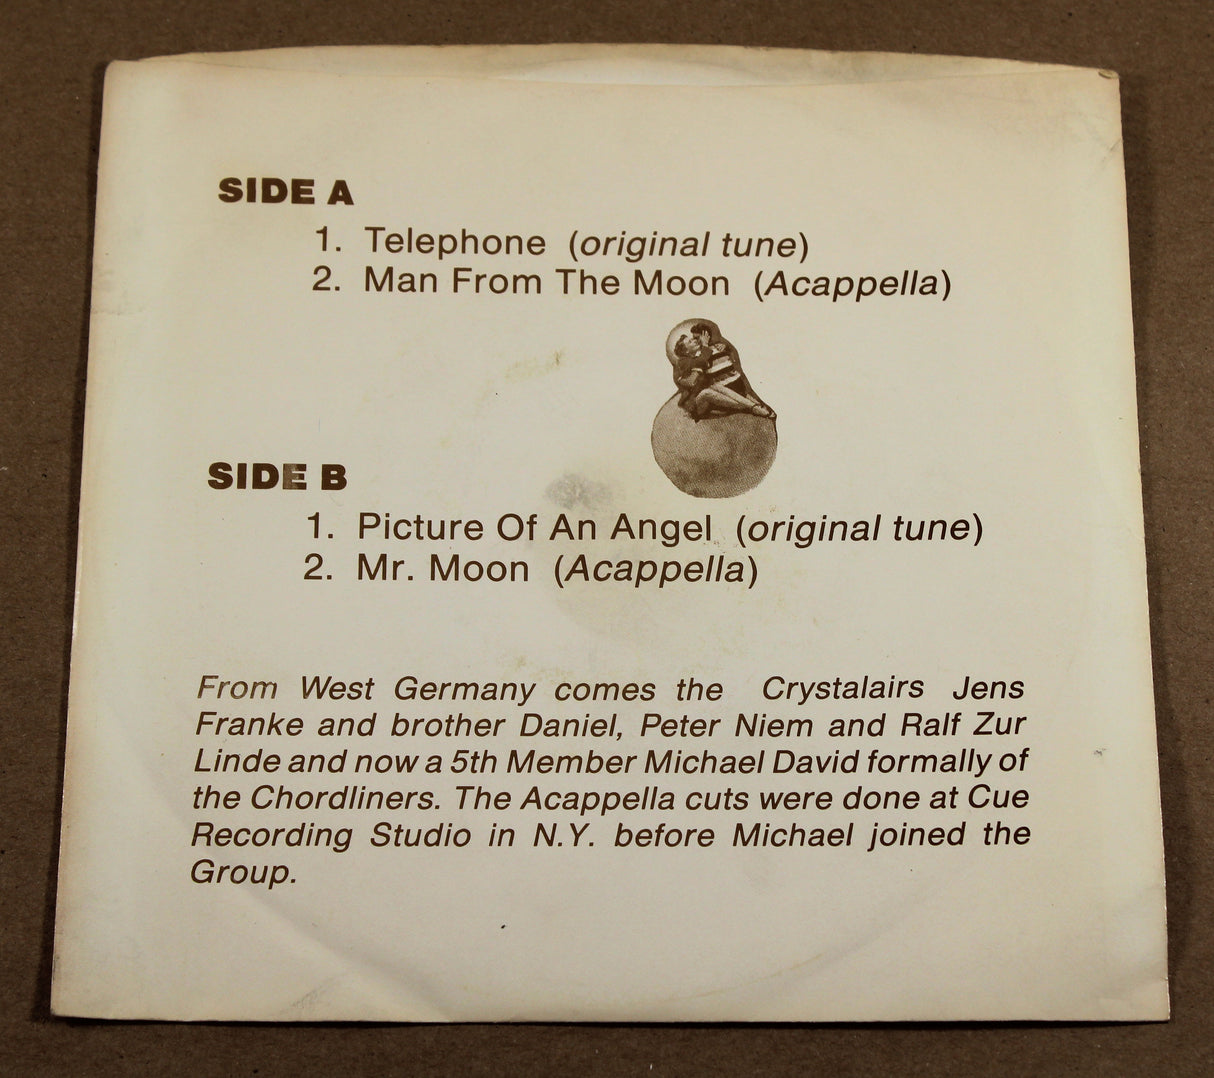 SIDE A
1. Telephone (original tune)
2. Man From The Moon (Acappella)
SIDE B
1. Picture Of An Angel (original tune)
2. Mr. Moon (Acappella)
From West Germany comes the Crystalairs Jens
Franke and brother Daniel, Peter Niem and Ralf Zur
Linde and now a 5th Member Michael David formally of
the Chordliners. The Acappella cuts were done at Cue
Recording Studio in N.Y. before Michael joined the
Group.